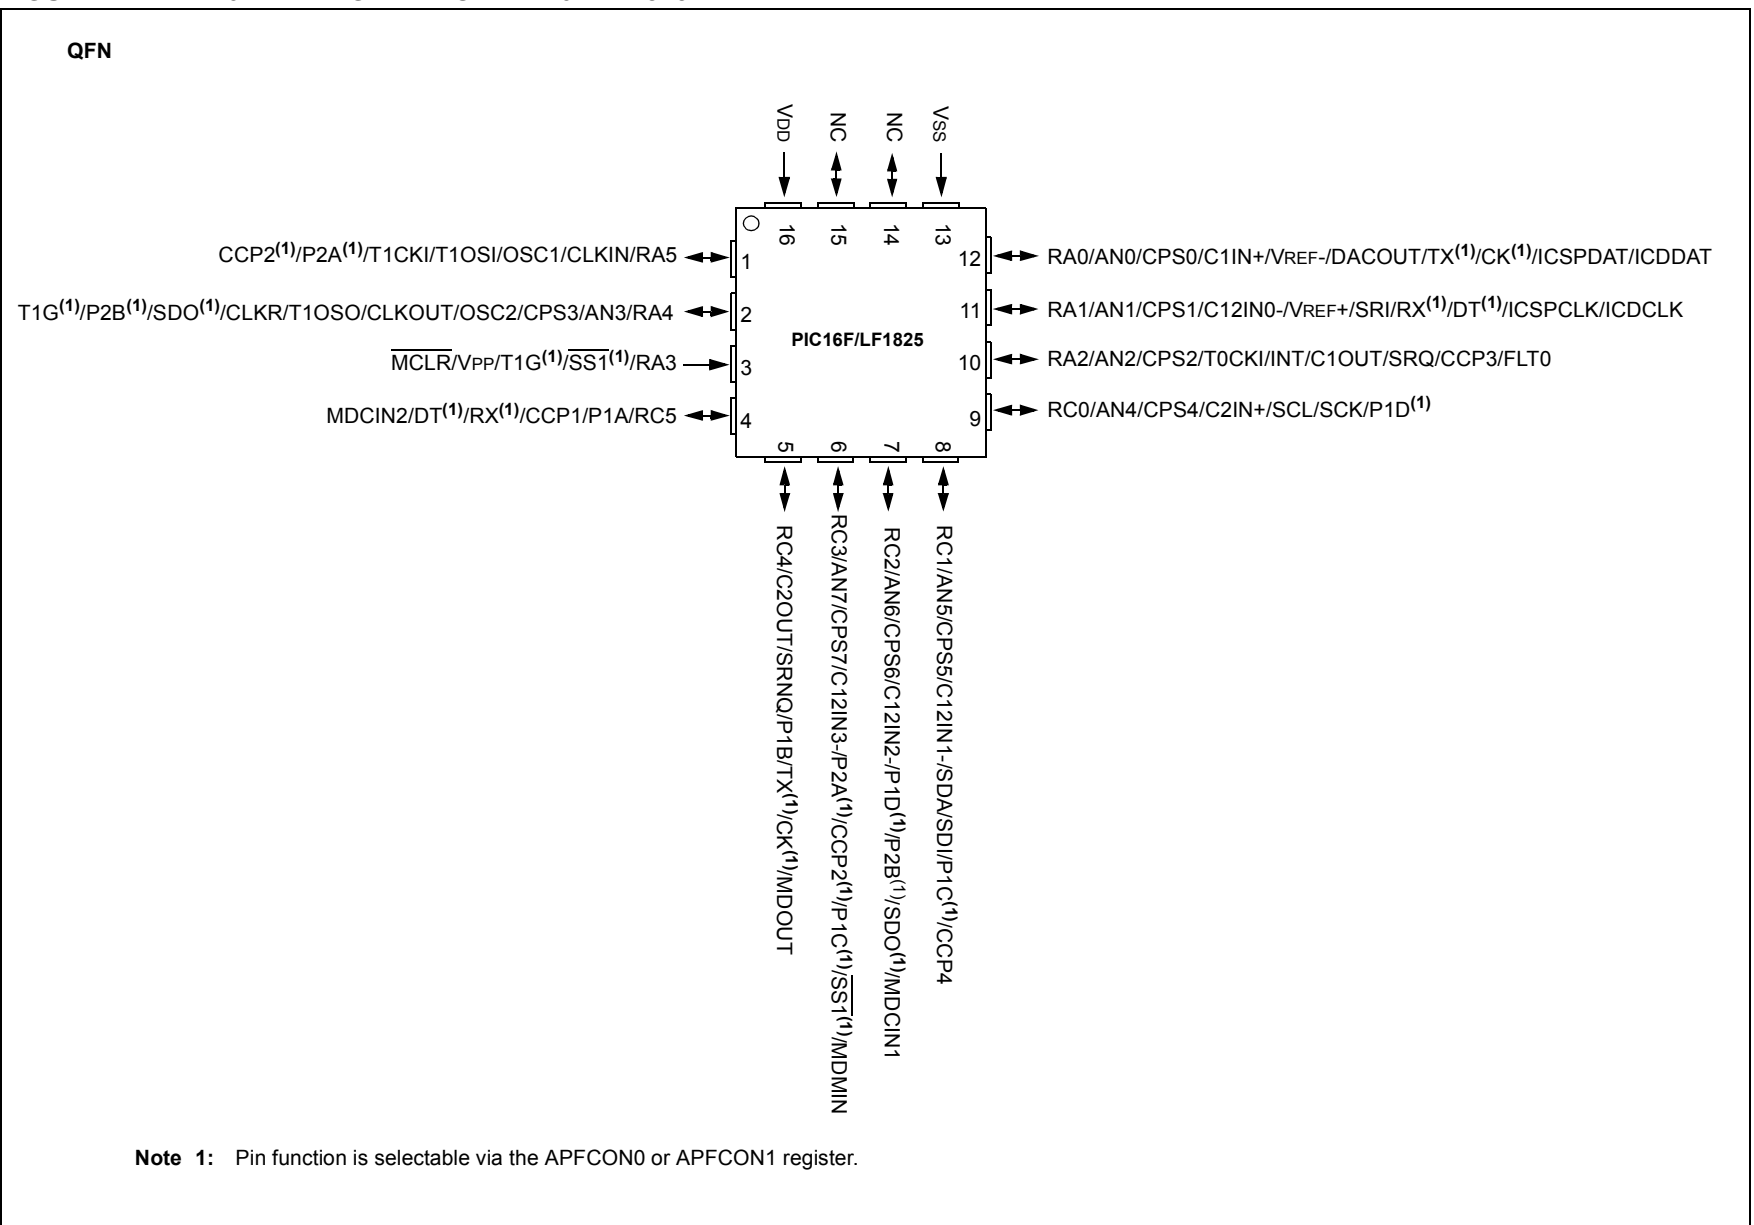 QFN
VDD
NC
NC
VSS
16
15
14
13
CCP2(1)/P2A(1)/T1CKI/T1OSI/OSC1/CLKIN/RA5
1
12
RA0/AN0/CPS0/C1IN+/VREF-/DACOUT/TX(1)/CK(1)/ICSPDAT/ICDDAT
T1G(1)/P2B(1)/SDO(1)/CLKR/T1OSO/CLKOUT/OSC2/CPS3/AN3/RA4
2
11
RA1/AN1/CPS1/C12IN0-/VREF+/SRI/RX(1)/DT(1)/ICSPCLK/ICDCLK
PIC16F/LF1825
MCLR/VPP/T1G(1)/SS1(1)/RA3
3
10
RA2/AN2/CPS2/T0CKI/INT/C1OUT/SRQ/CCP3/FLT0
MDCIN2/DT(1)/RX(1)/CCP1/P1A/RC5
4
9
RC0/AN4/CPS4/C2IN+/SCL/SCK/P1D(1)
5
6
7
8
RC4/C2OUT/SRNQ/P1B/TX(1)/CK(1)/MDOUT
RC3/AN7/CPS7/C12IN3-/P2A(1)/CCP2(1)/P1C(1)/SS1(1)/MDMIN
RC2/AN6/CPS6/C12IN2-/P1D(1)/P2B(1)/SDO(1)/MDCIN1
RC1/AN5/CPS5/C12IN1-/SDA/SDI/P1C(1)/CCP4
Note 1: Pin function is selectable via the APFCON0 or APFCON1 register.